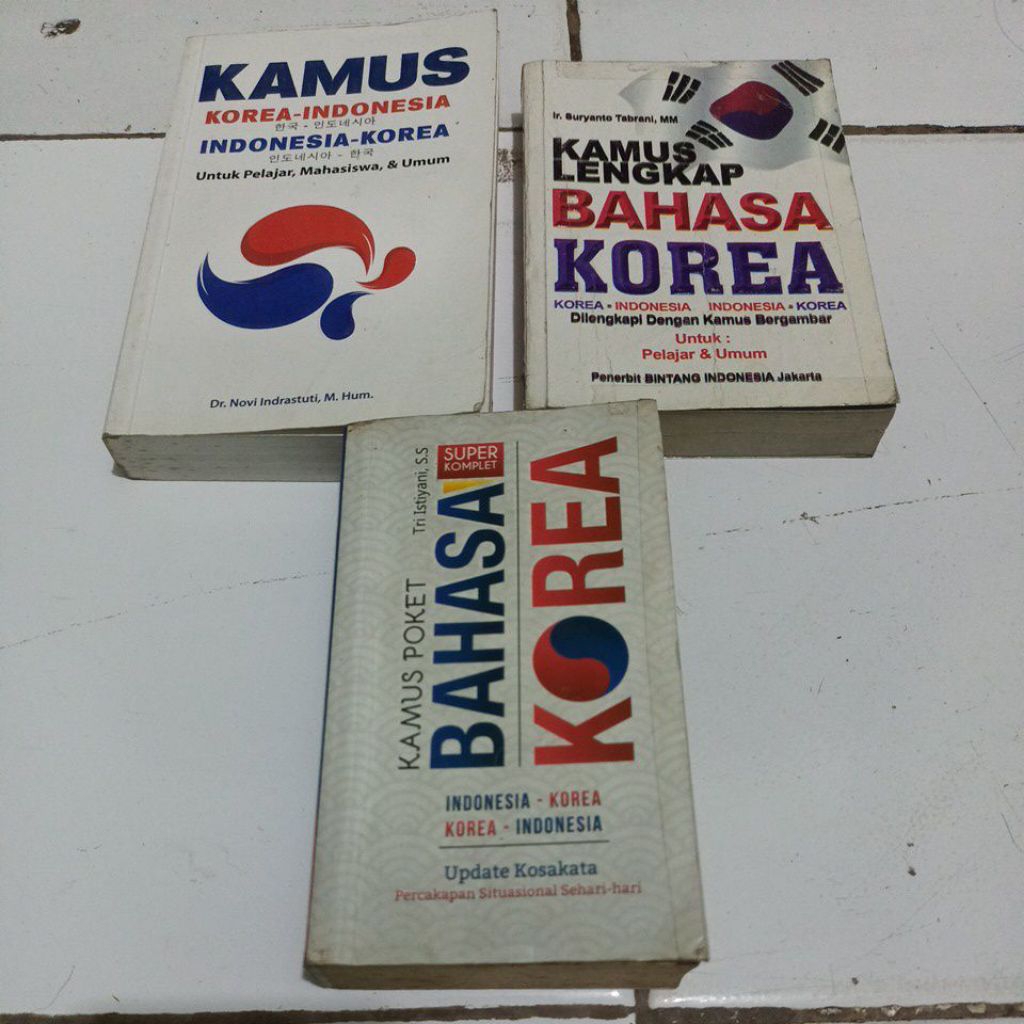 KAMUS
KOREA-INDONESIA
한국 - 인도네시아
INDONESIA-KOREA
인도네시아 - 한국
Untuk Pelajar, Mahasiswa, & Umum
Dr. Novi Indrastuti, M. Hum.
Ir. Suryanto Tabrani, MM
KAMUS
LENGKAP
BAHASA
KOREA
KOREA - INDONESIA INDONESIA - KOREA
Dilengkapi Dengan Kamus Bergambar
Untuk :
Pelajar & Umum
Penerbit BINTANG INDONESIA Jakarta
KAMUS POKET
Tri Istiyani, S.S
BAHASA
SUPER
KOMPLET
KOREA
INDONESIA - KOREA
KOREA - INDONESIA
Update Kosakata
Percakapan Situasional Sehari-hari